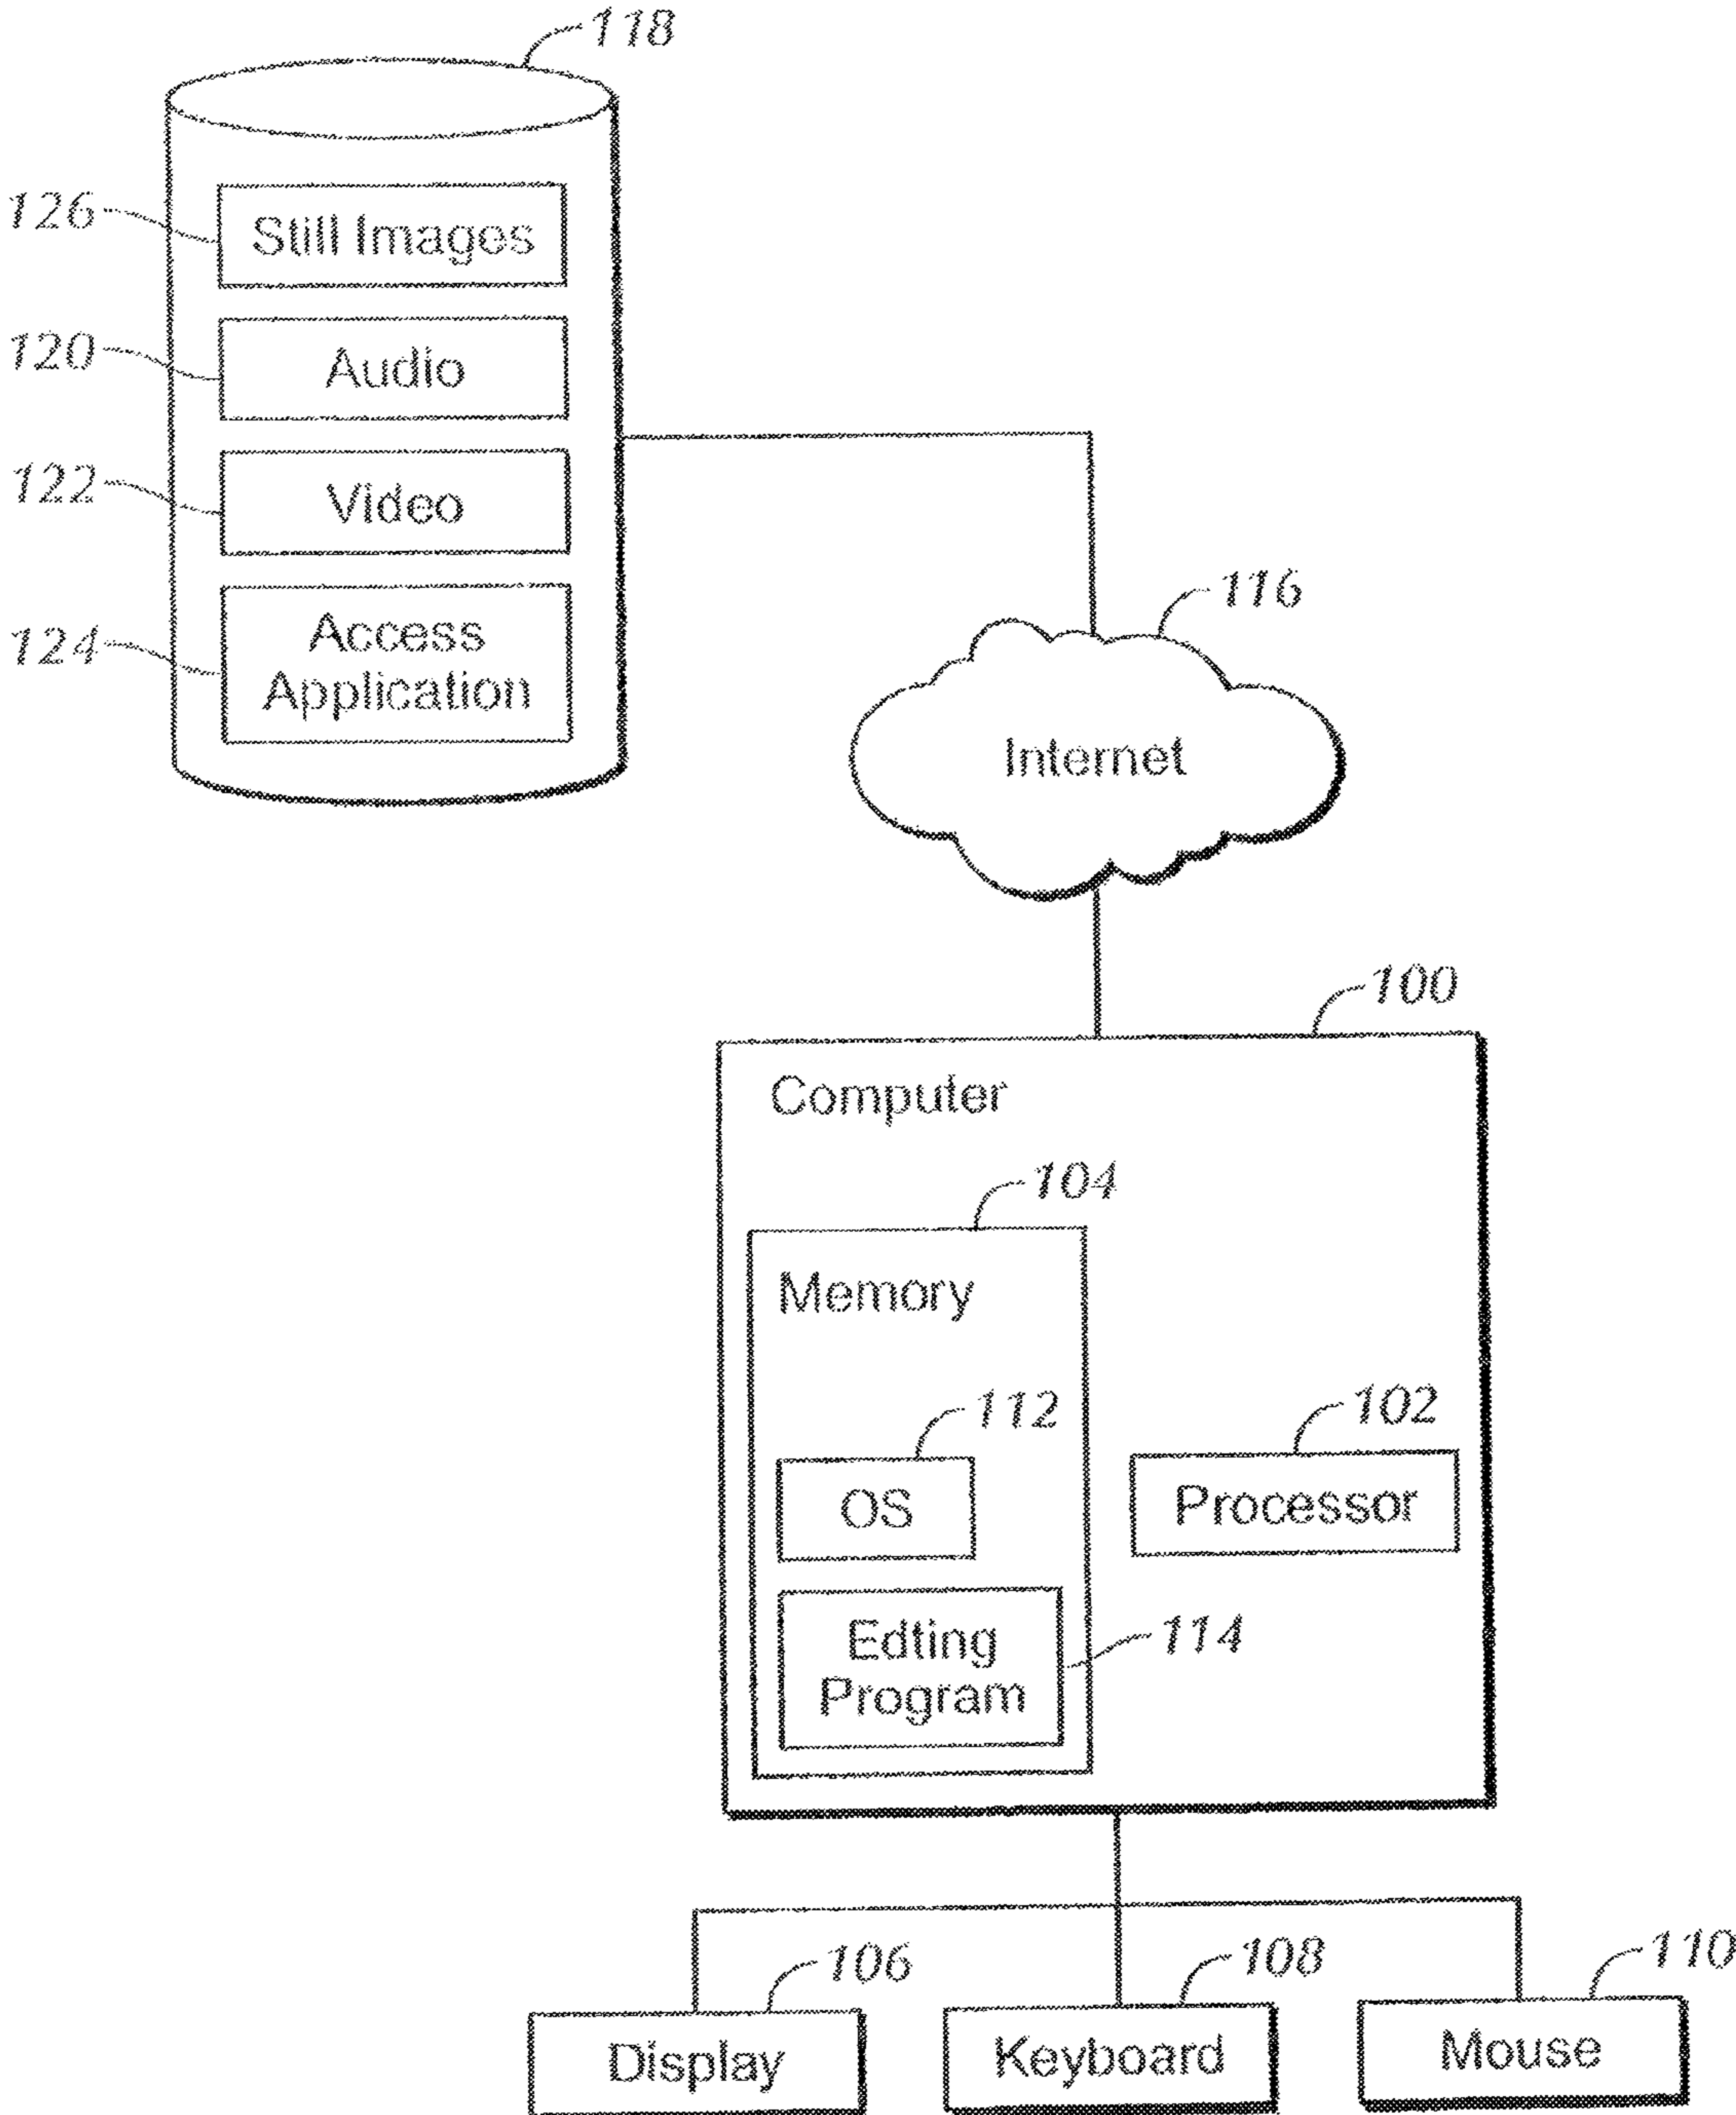 118
126
Still Images
120
Audio
122
Video
124
Access
Application
116
Internet
100
Computer
104
Memory
112
OS
102
Processor
Edting
Program
114
106
Display
108
Keyboard
110
Mouse